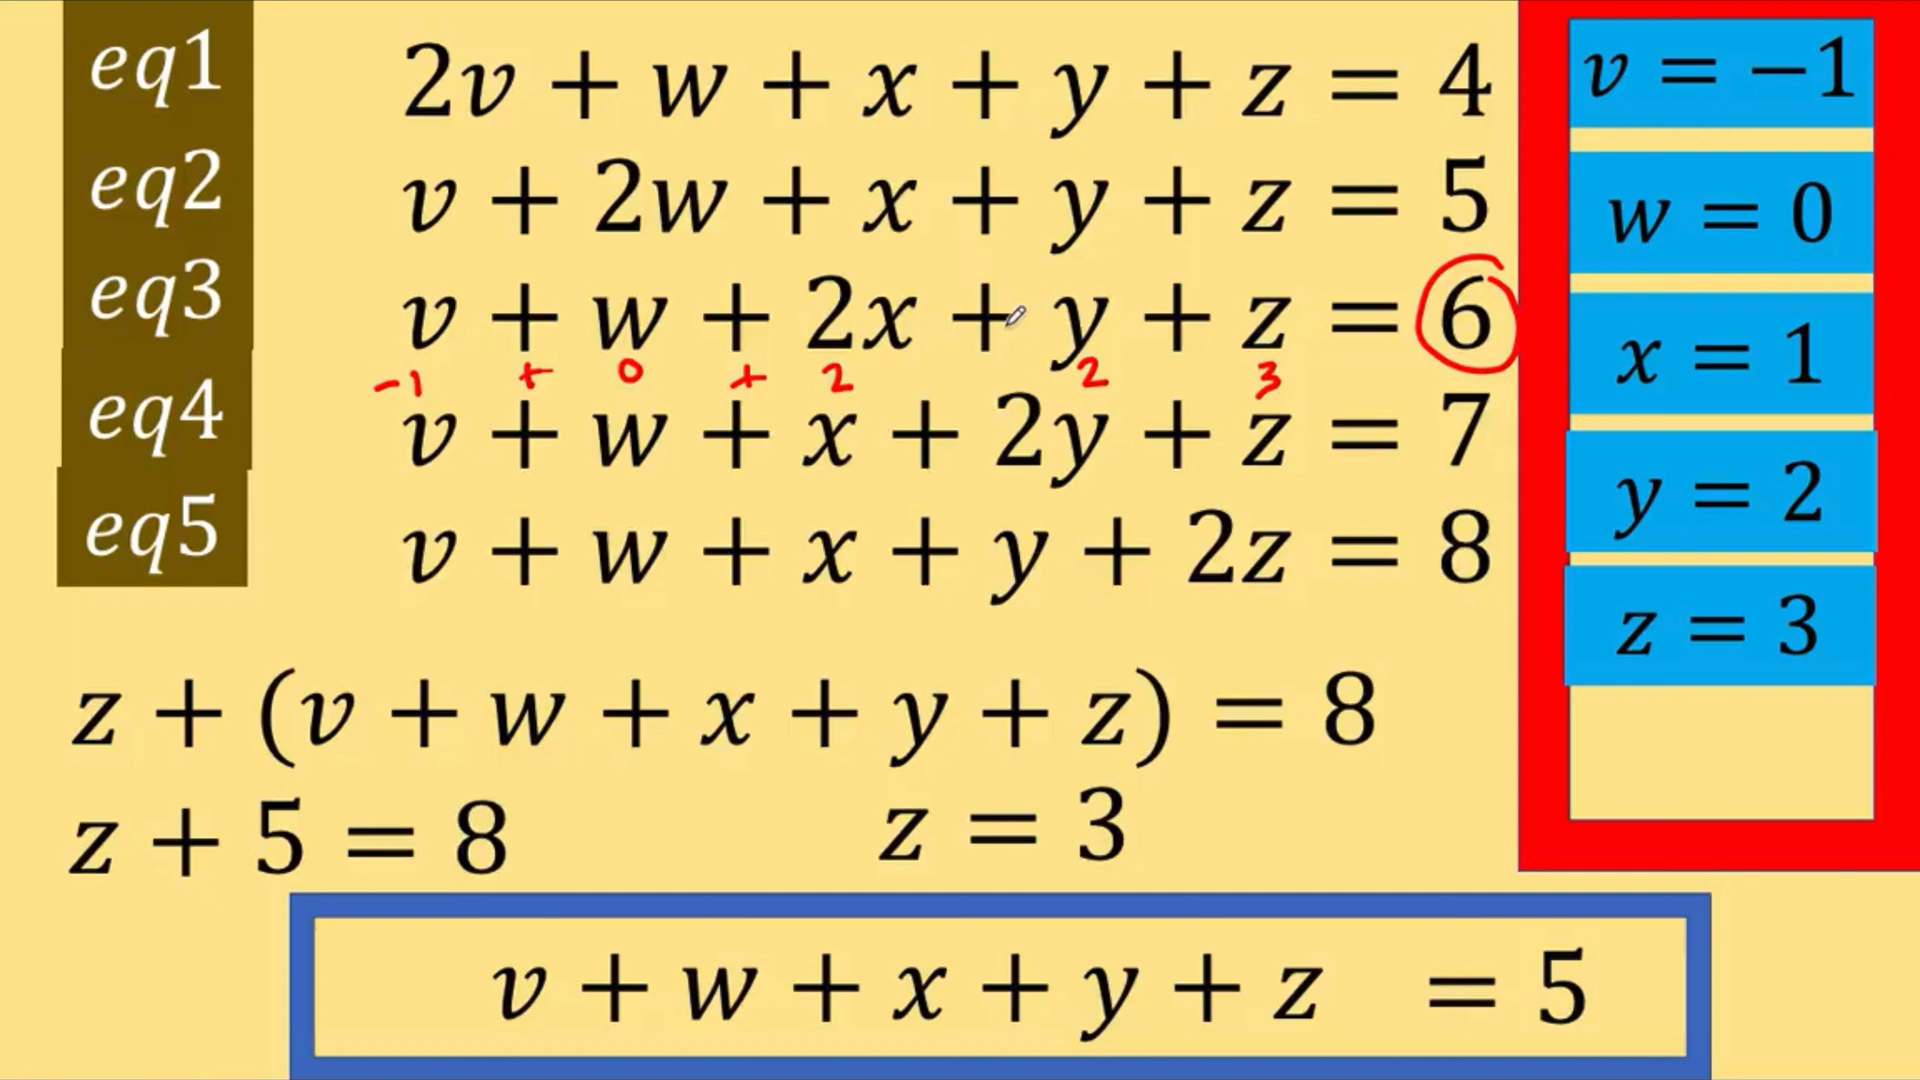 eq1 2v + w + x + y + z = 4
eq2 v + 2w + x + y + z = 5
eq3 v + w + 2x + y + z = 6
-1 + 0 + 2 2 3
eq4 v + w + x + 2y + z = 7
eq5 v + w + x + y + 2z = 8
z + (v + w + x + y + z) = 8
z + 5 = 8 z = 3
v + w + x + y + z = 5
v = −1
w = 0
x = 1
y = 2
z = 3